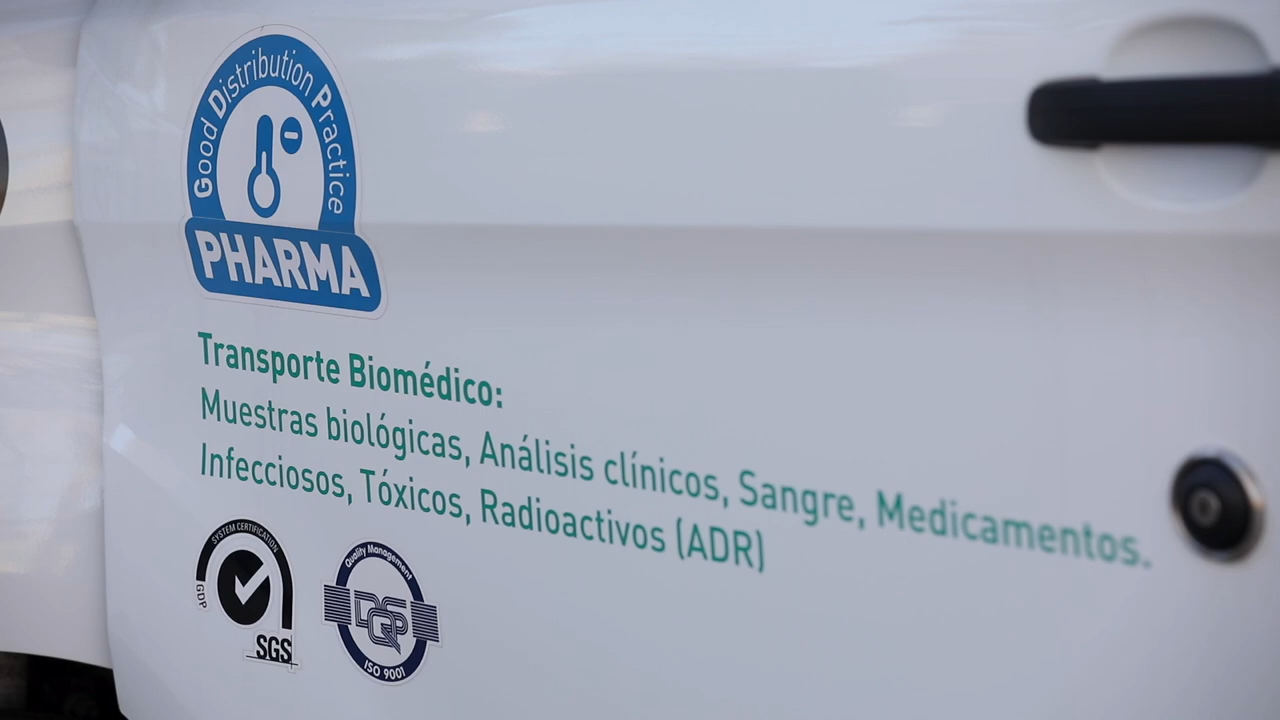 Good Distribution Practice
PHARMA
Transporte Biomédico:
Muestras biológicas, Análisis clínicos, Sangre, Medicamentos.
Infecciosos, Tóxicos, Radioactivos (ADR)
SYSTEM CERTIFICATION
GDP
SGS
Quality Management
DQS
ISO 9001